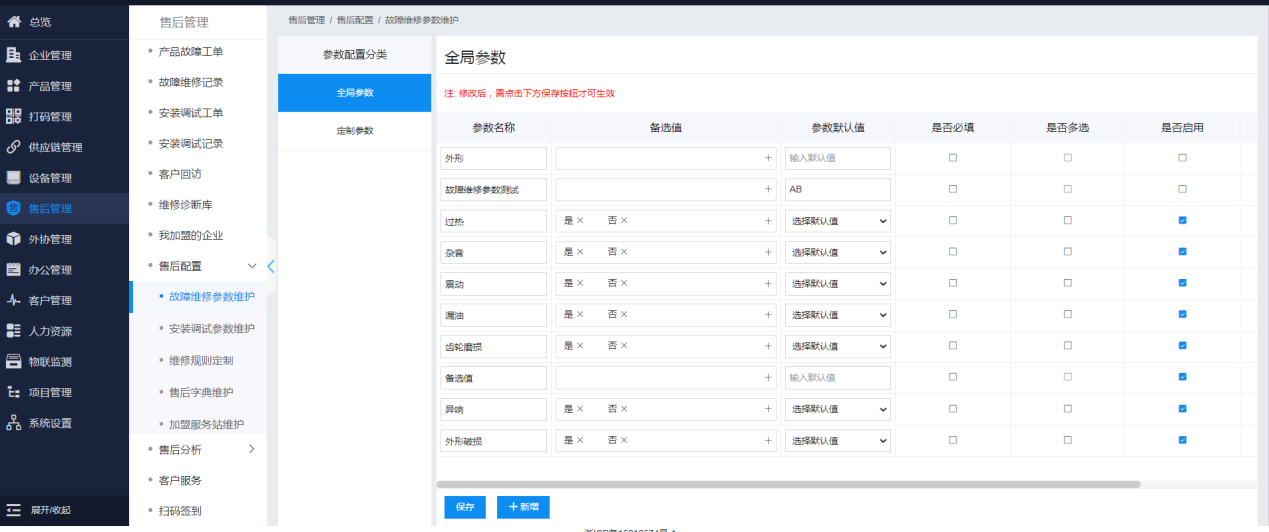 总览
企业管理
产品管理
打码管理
供应链管理
设备管理
售后管理
外协管理
办公管理
客户管理
人力资源
物联监测
项目管理
系统设置
展开/收起
售后管理
产品故障工单
故障维修记录
安装调试工单
安装调试记录
客户回访
维修诊断库
我加盟的企业
售后配置
故障维修参数维护
安装调试参数维护
维修规则定制
售后字典维护
加盟服务站维护
售后分析
客户服务
扫码签到
售后管理 / 售后配置 / 故障维修参数维护
参数配置分类
全局参数
定制参数
全局参数
注: 修改后，需点击下方保存按钮才可生效
参数名称 备选值 参数默认值 是否必填 是否多选 是否启用
外形 + 输入默认值
故障维修参数测试 + AB
过热 是 × 否 × + 选择默认值
杂音 是 × 否 × + 选择默认值
震动 是 × 否 × + 选择默认值
漏油 是 × 否 × + 选择默认值
齿轮磨损 是 × 否 × + 选择默认值
备选值 + 输入默认值
异响 是 × 否 × + 选择默认值
外形破损 是 × 否 × + 选择默认值
保存 +新增